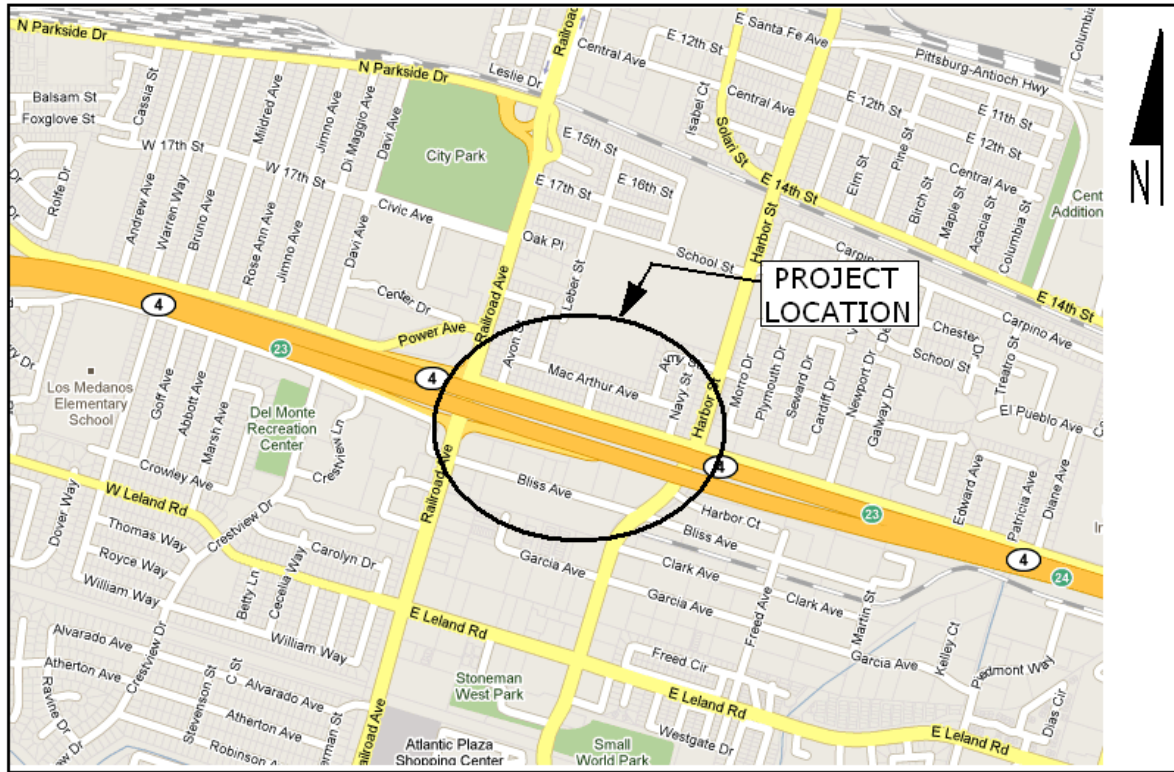 N Parkside Dr
Railroad Ave
E Santa Fe Ave
Columbia
E 12th St
Central Ave
Pittsburg-Antioch Hwy
N Parkside Dr
Leslie Dr
Balsam St
Foxglove St
Cassia St
Mildred Ave
Jimno Ave
Di Maggio Ave
Davi Ave
Isabel Ct
Central Ave
E 12th St
E 11th St
E 12th St
Solari St
Pine St
W 17th St
City Park
E 15th St
E 16th St
E 17th St
Elm St
Central Ave
Rolfe Dr
W 17th St
E 14th St
Birch St
Maple St
Acacia St
Columbia St
Cent
Addition
Andrew Ave
Warren Way
Bruno Ave
Rose Ann Ave
Jimno Ave
Davi Ave
Civic Ave
Oak Pl
School St
Harbor St
Carpino
N
Leber St
PROJECT
LOCATION
E 14th St
Carpino Ave
4
Center Dr
Railroad Ave
Power Ave
Avon St
Chester Dr
School St
Teatro St
23
4
Mac Arthur Ave
Navy St
Harbor St
Morro Dr
Plymouth Dr
Seward Dr
Cardiff Dr
Newport Dr
Galway Dr
El Pueblo Ave
Los Medanos
Elementary
School
Goff Ave
Abbott Ave
Marsh Ave
Del Monte
Recreation
Center
Crestview Ln
Crowley Ave
W Leland Rd
Railroad Ave
Bliss Ave
4
Edward Ave
Patricia Ave
Diane Ave
Dover Way
Crestview Dr
Harbor Ct
23
Thomas Way
Carolyn Dr
Bliss Ave
Royce Way
Garcia Ave
Clark Ave
4
24
William Way
Betty Ln
Cecelia Way
Garcia Ave
Clark Ave
Freed Ave
Martin St
William Way
E Leland Rd
Garcia Ave
Kelley Ct
Piedmont Way
Alvarado Ave
Crestview Dr
Freed Cir
Atherton Ave
Stevenson St
C St
Alvarado Ave
Stoneman
West Park
E Leland Rd
Dias Cir
Ravine Dr
Atherton Ave
Railroad Ave
E Leland Rd
Robinson Ave
Atlantic Plaza
Shopping Center
Small
World Park
Westgate Dr